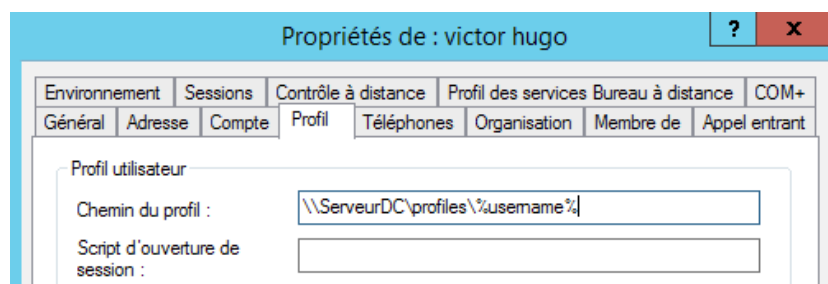 Propriétés de : victor hugo ? x
Environnement Sessions Contrôle à distance Profil des services Bureau à distance COM+
Général Adresse Compte Profil Téléphones Organisation Membre de Appel entrant
Profil utilisateur
Chemin du profil : \\ServeurDC\profiles\%username%
Script d'ouverture de
session :